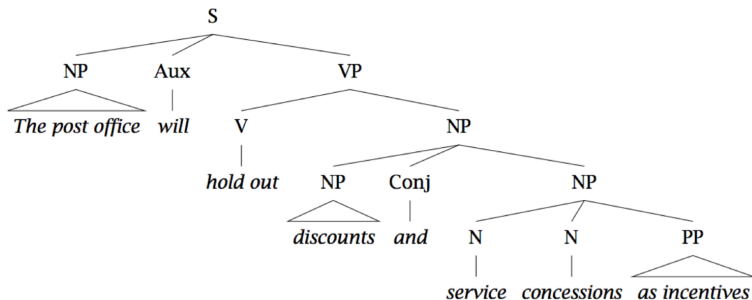 S
NP Aux VP
The post office will V NP
hold out NP Conj NP
discounts and N N PP
service concessions as incentives